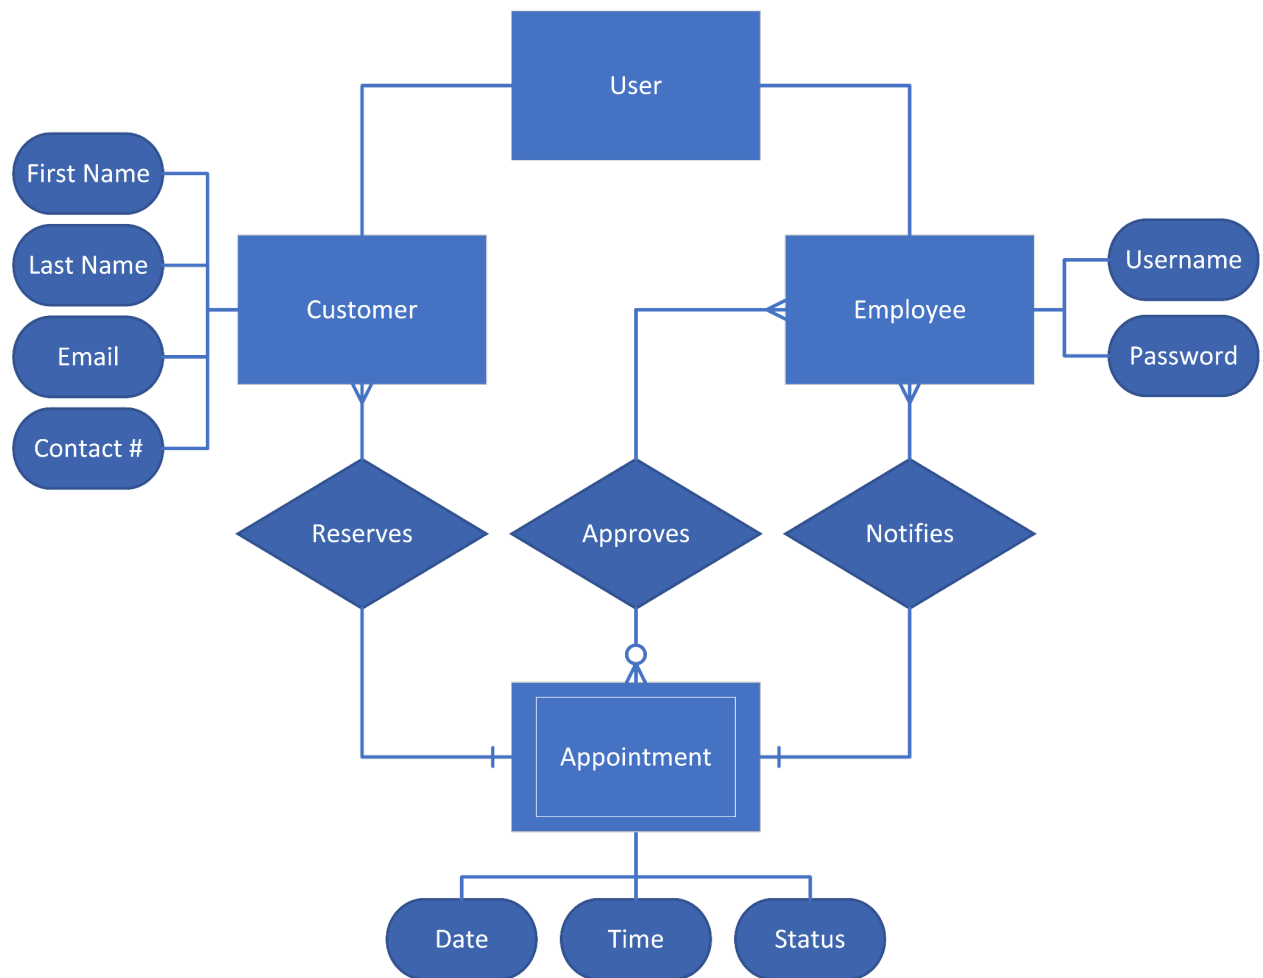 User
First Name
Last Name
Email
Contact #
Customer
Employee
Username
Password
Reserves
Approves
Notifies
Appointment
Date
Time
Status